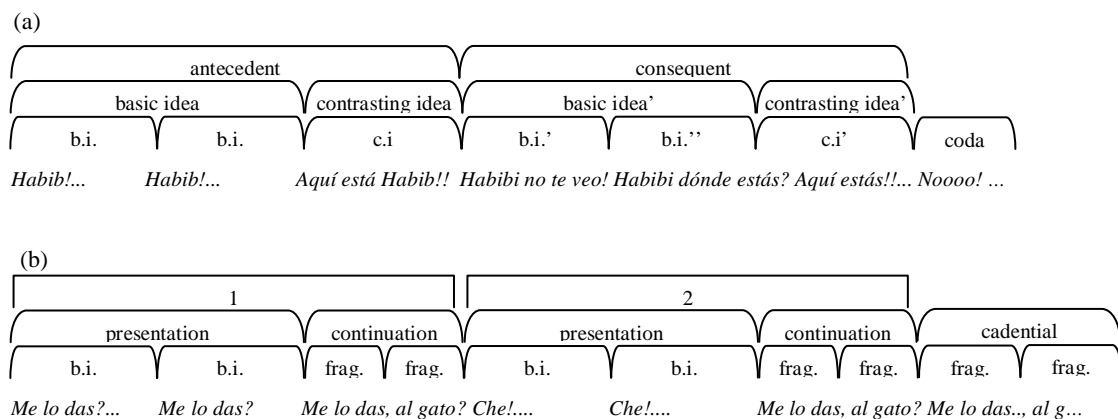 (a)
antecedent consequent
basic idea contrasting idea basic idea’ contrasting idea’
b.i. b.i. c.i b.i.’ b.i.’’ c.i’ coda
Habib!... Habib!... Aquí está Habib!! Habibi no te veo! Habibi dónde estás? Aquí estás!!... Noooo! …
(b)
1 2
presentation continuation presentation continuation cadential
b.i. b.i. frag. frag. b.i. b.i. frag. frag. frag. frag.
Me lo das?... Me lo das? Me lo das, al gato? Che!.... Che!.... Me lo das, al gato? Me lo das.., al g…